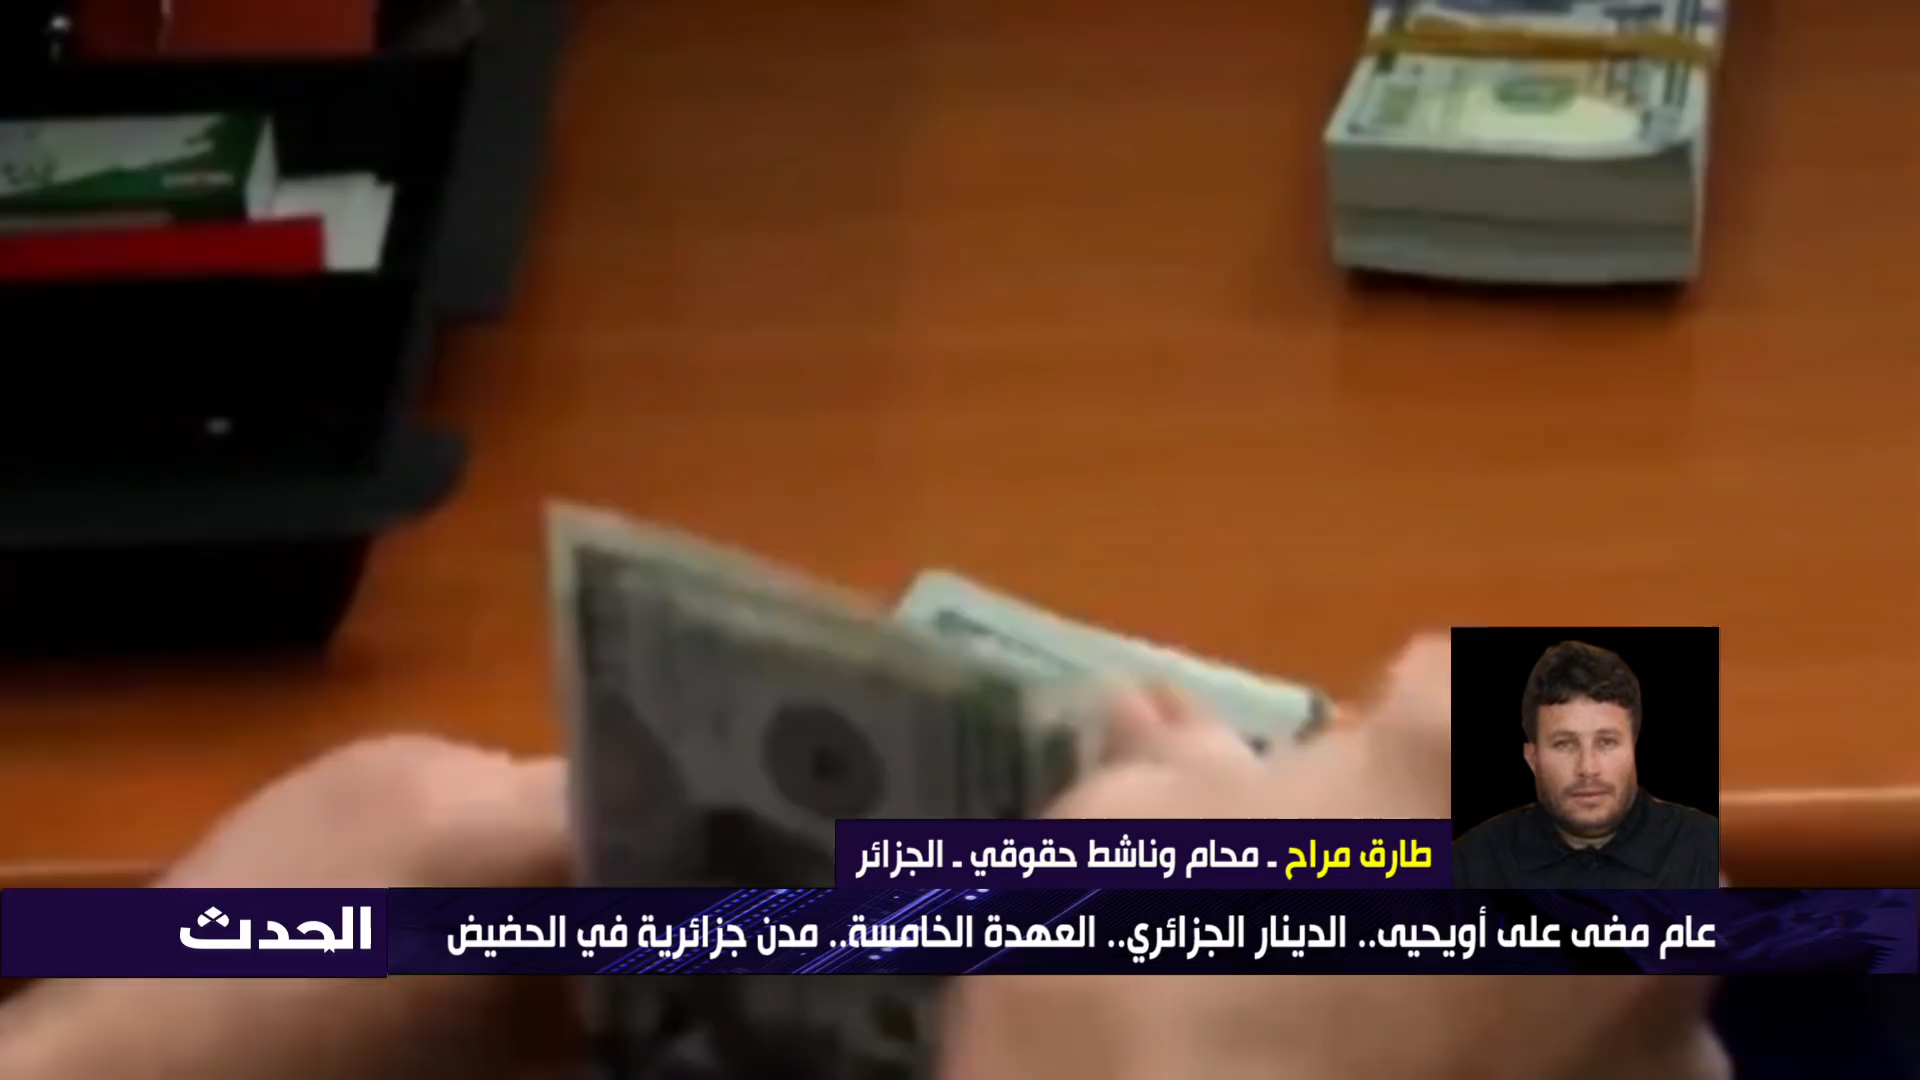 طارق مراح ـ محام وناشط حقوقي ـ الجزائر
عام مضى على أويحيى.. الدينار الجزائري.. العهدة الخامسة.. مدن جزائرية في الحضيض
الحدث